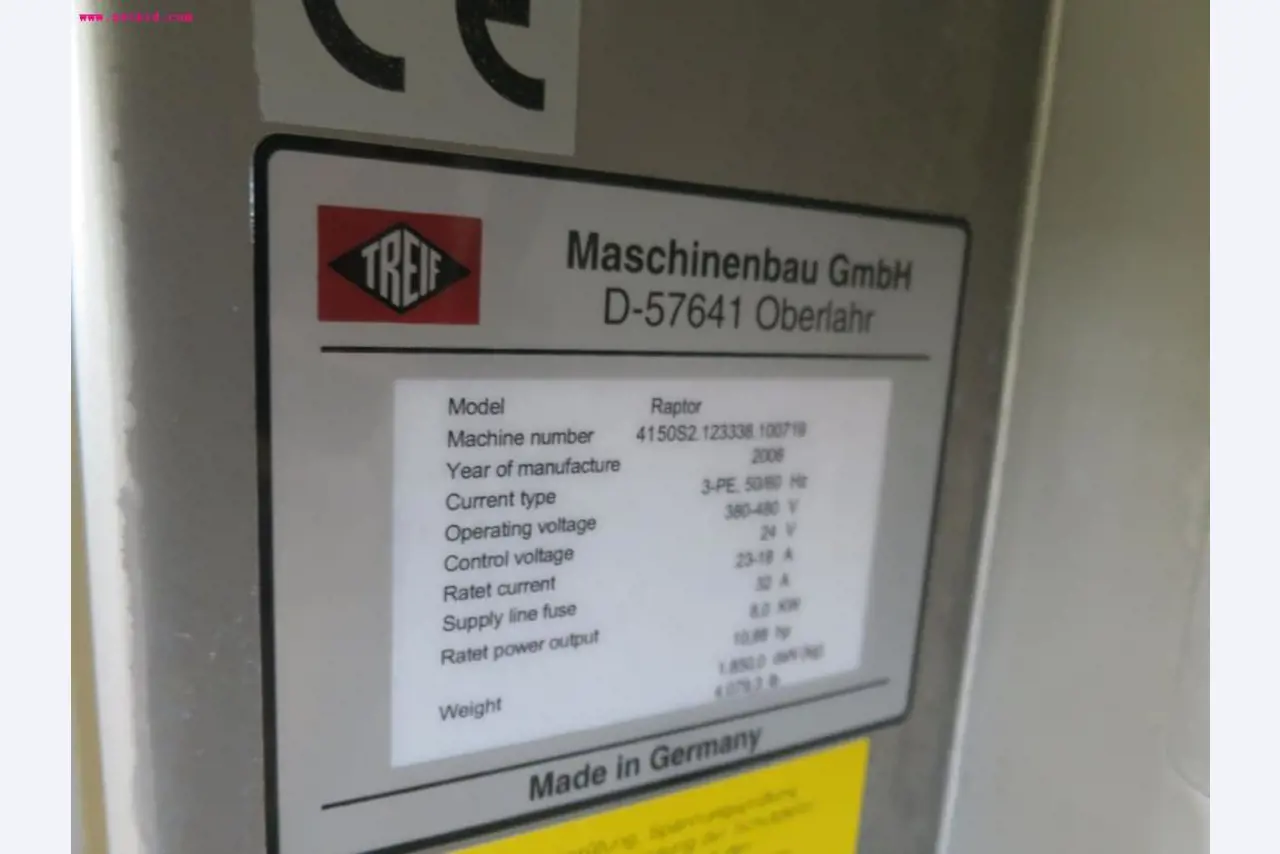 CE
TREIF
Maschinenbau GmbH
D-57641 Oberlahr
Model Raptor
Machine number 4150S2.123338.100719
Year of manufacture
Current type 3-PE, 50/60 Hz
Operating voltage 380-480 V
Control voltage 24 V
Ratet current 23-18 A
Supply line fuse 32 A
Ratet power output 8,0 KW
10,88 hp
Weight
Made in Germany